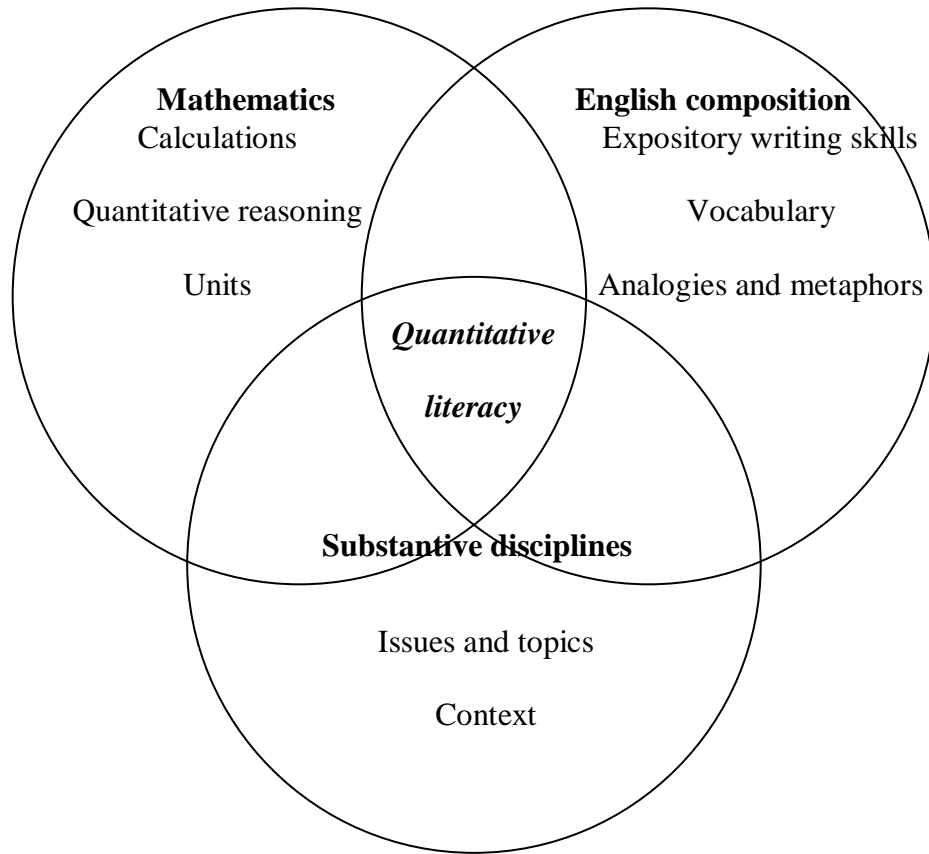 Mathematics
Calculations
Quantitative reasoning
Units
English composition
Expository writing skills
Vocabulary
Analogies and metaphors
Quantitative
literacy
Substantive disciplines
Issues and topics
Context